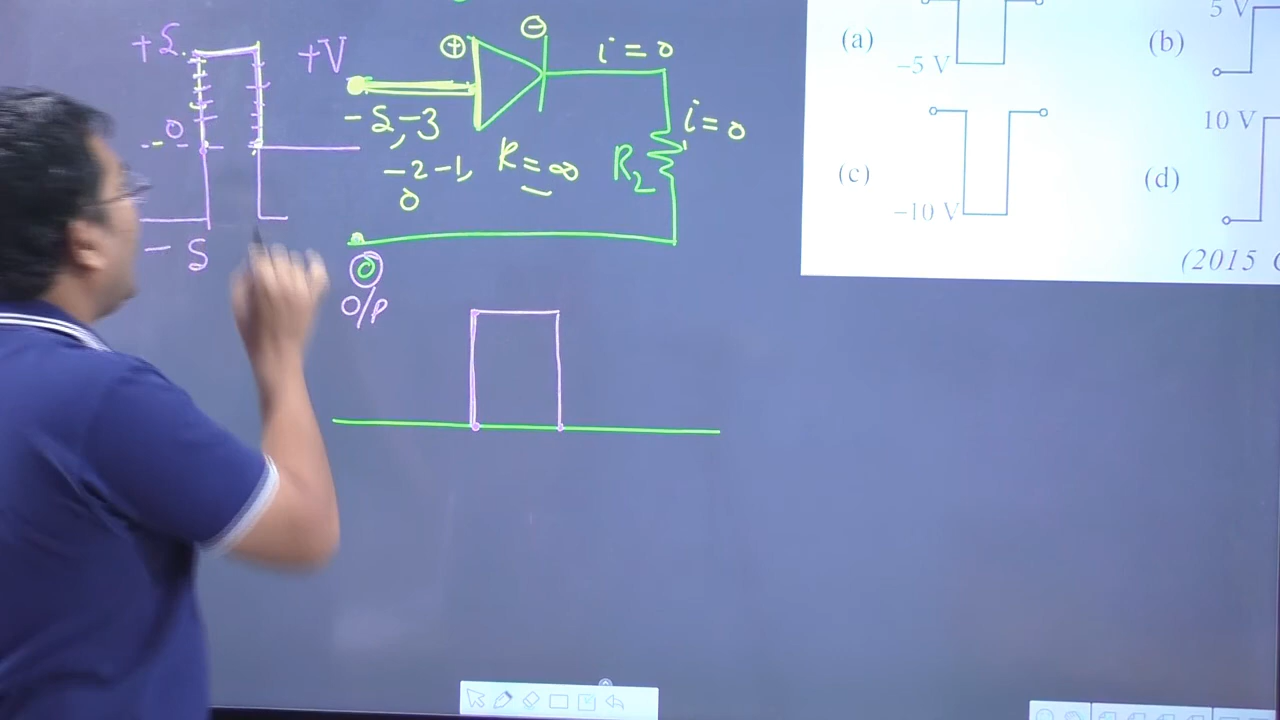 +5
+V
⊕
⊖
i = 0
-5,-3
-2-1,
0
R = ∞
R2
i = 0
0
-5
0
O/P
(a)
-5 V
(b)
5 V
(c)
-10 V
(d)
10 V
(2015